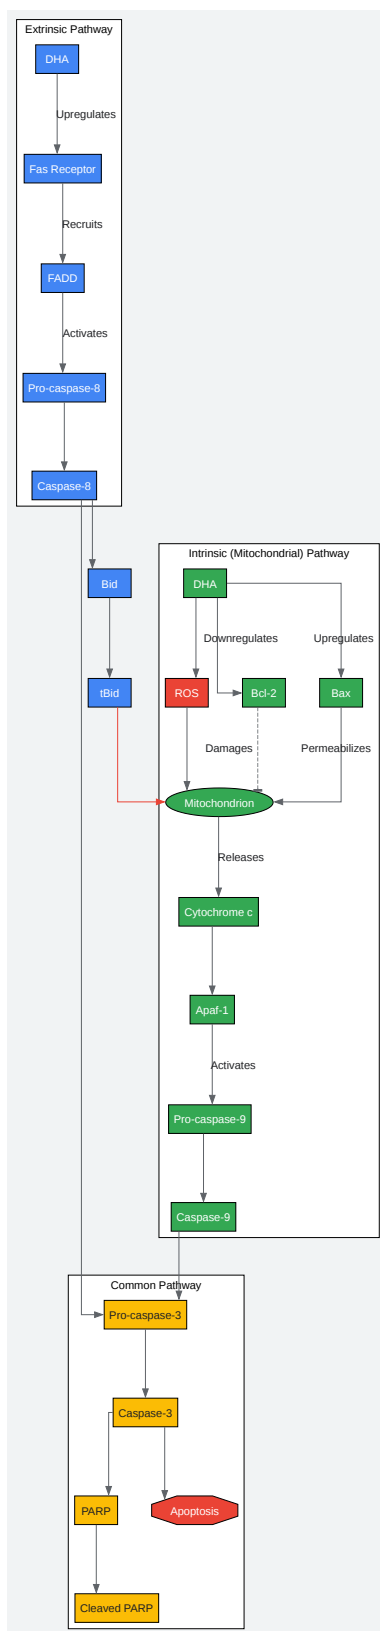 Extrinsic Pathway
DHA
Upregulates
Fas Receptor
Recruits
FADD
Activates
Pro-caspase-8
Caspase-8
Bid
tBid
Intrinsic (Mitochondrial) Pathway
DHA
Downregulates
Upregulates
ROS
Bcl-2
Bax
Damages
Permeabilizes
Mitochondrion
Releases
Cytochrome c
Apaf-1
Activates
Pro-caspase-9
Caspase-9
Common Pathway
Pro-caspase-3
Caspase-3
PARP
Apoptosis
Cleaved PARP